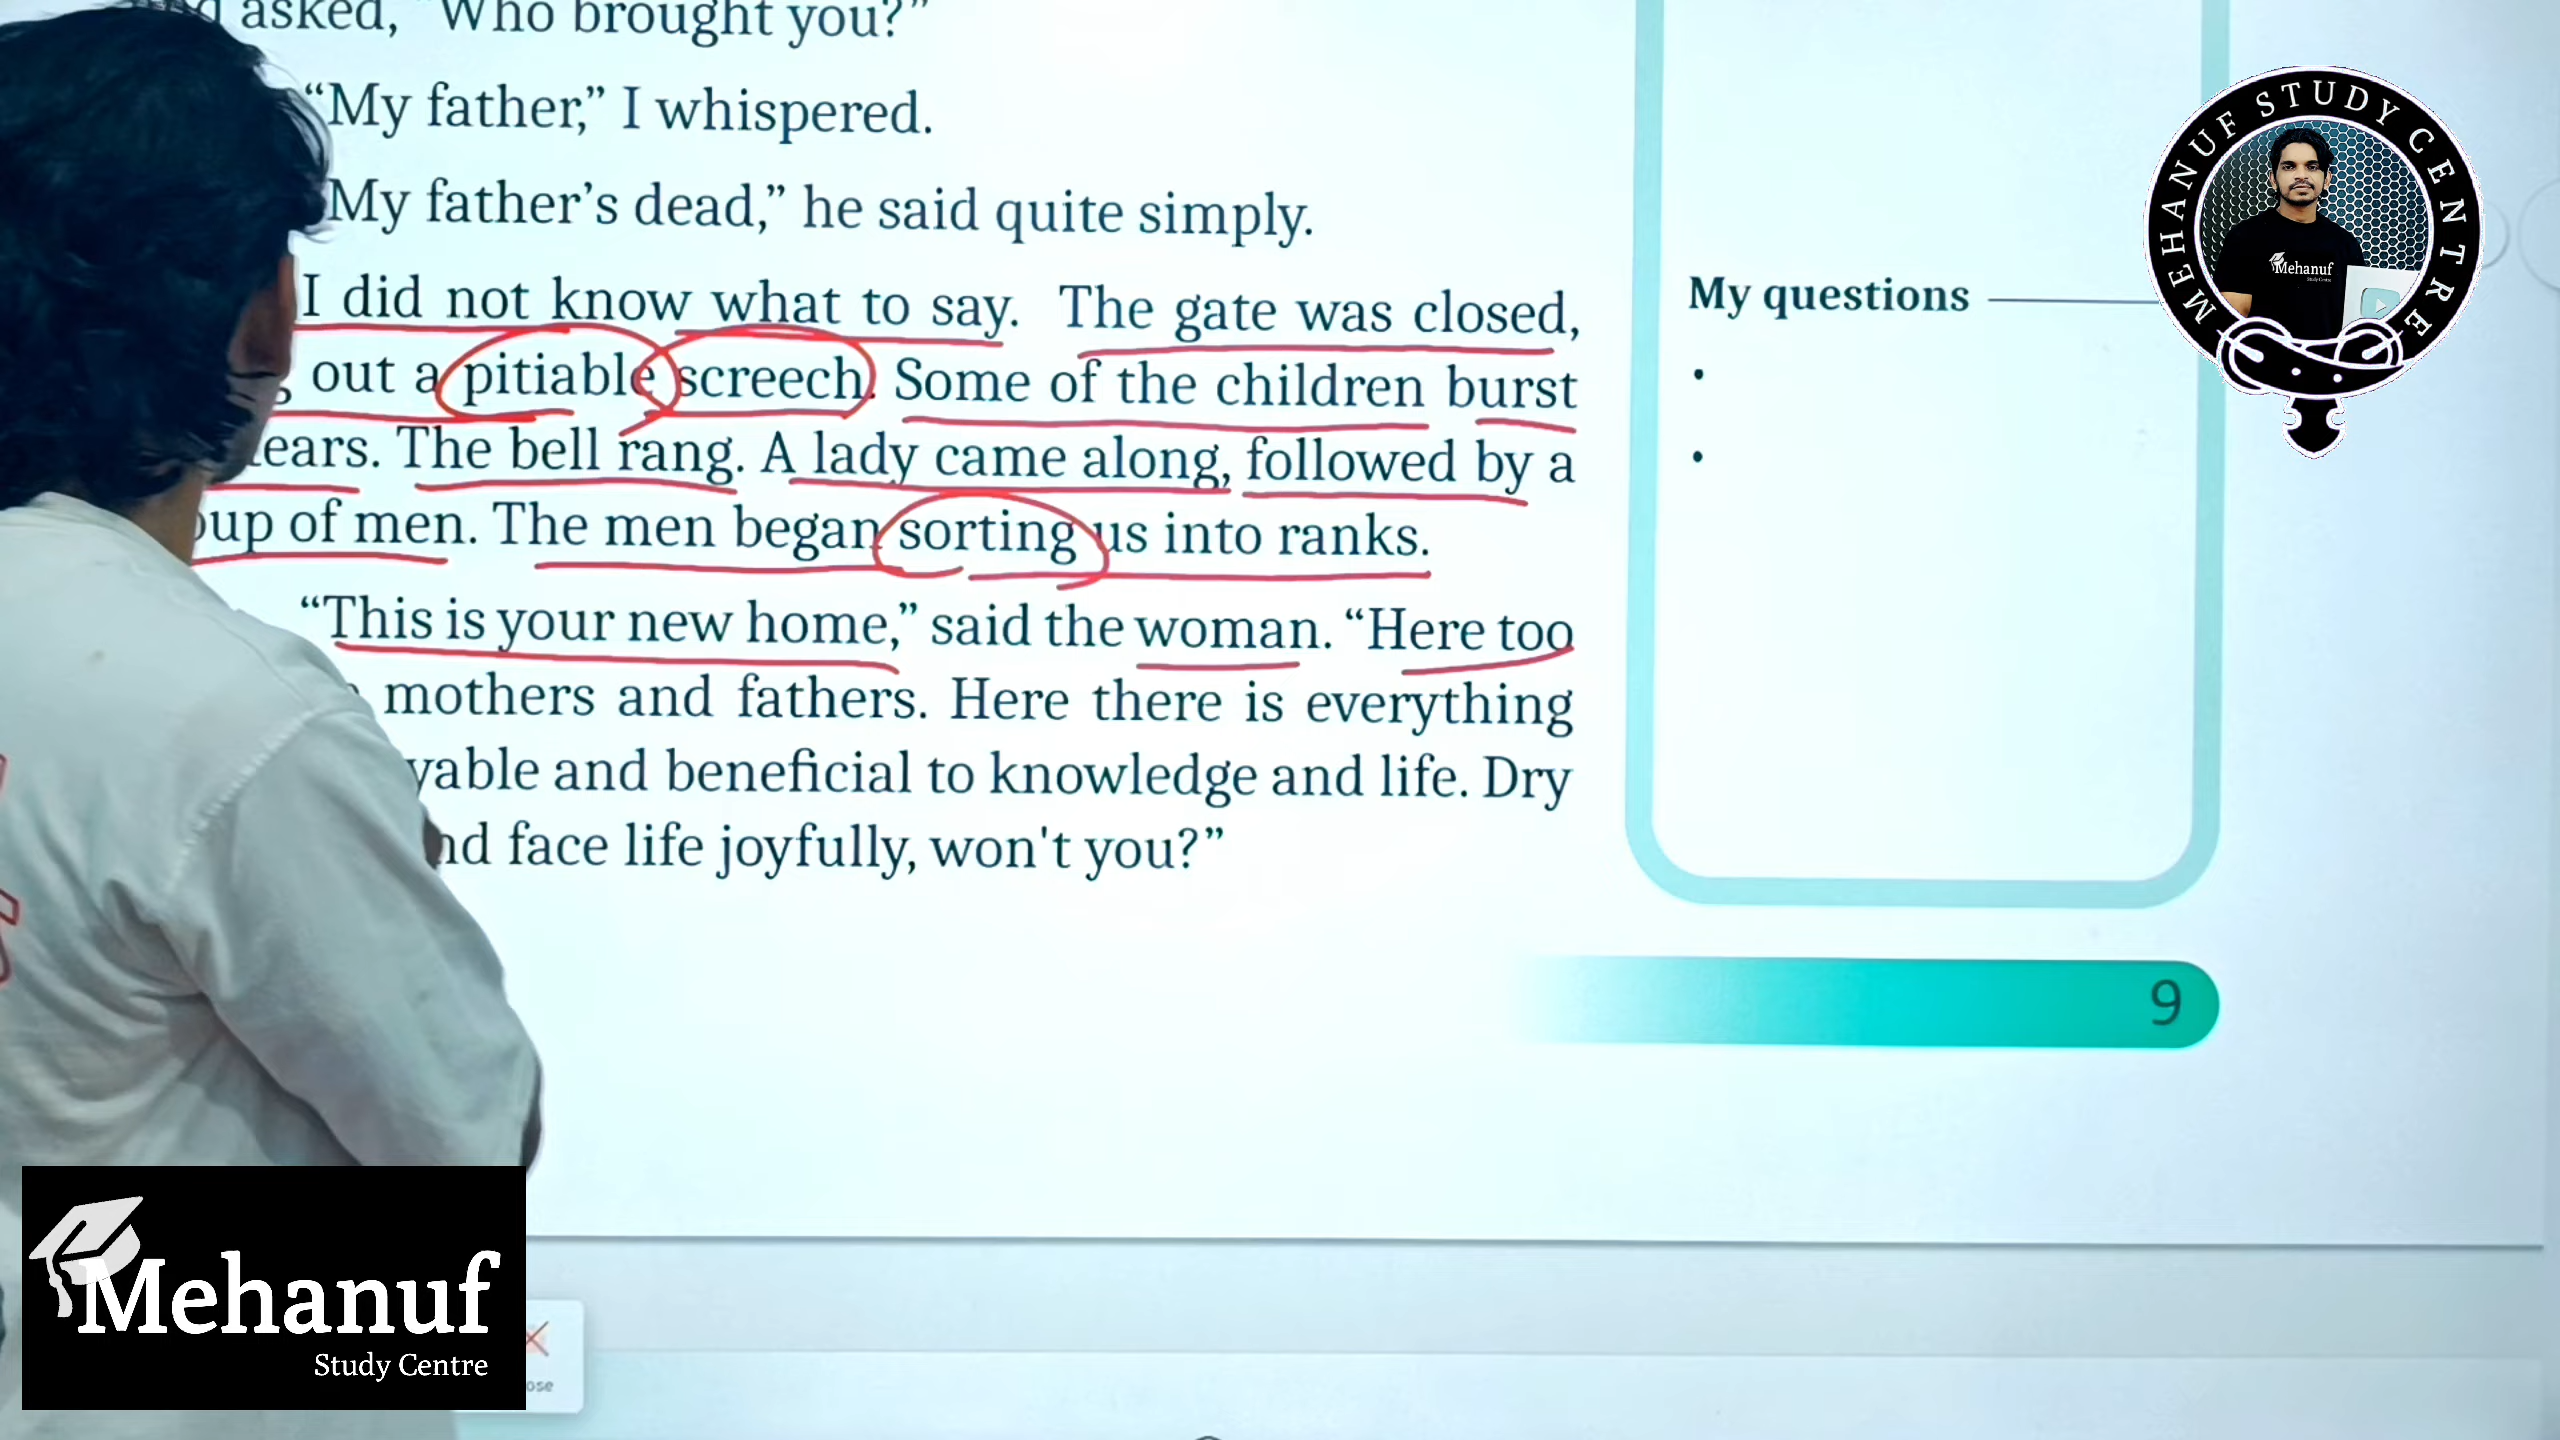 asked, "Who brought you?"
“My father,” I whispered.
My father’s dead,” he said quite simply.
I did not know what to say. The gate was closed,
out a pitiable screech. Some of the children burst
tears. The bell rang. A lady came along, followed by a
of men. The men began sorting us into ranks.
“This is your new home,” said the woman. “Here too
mothers and fathers. Here there is everything
and beneficial to knowledge and life. Dry
face life joyfully, won't you?”
My questions
•
•
9
MEHANUF STUDY CENTRE
Mehanuf
Study Centre
Mehanuf
Study Centre